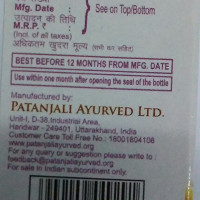 Mfg. Date :
See on Top/Bottom
उत्पादन की तिथि
M.R.P. ₹ :
(Incl. of all taxes)
अधिकतम खुदरा मूल्य (सभी कर सहित)
BEST BEFORE 12 MONTHS FROM MFG. DATE
Use within one month after opening the seal of the bottle
Manufactured by:
PATANJALI AYURVED LTD.
Unit-I, D-38, Industrial Area,
Haridwar - 249401, Uttarakhand, India
Customer Care Toll Free No.: 18001804108
www.patanjaliayurved.org
For any query or suggestion please write to :
feedback@patanjaliayurved.org
For sale in Indian subcontinent only.